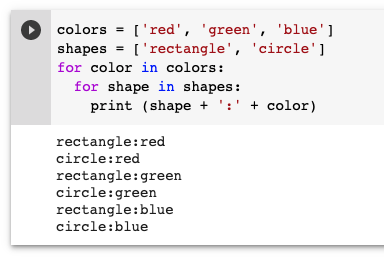 colors = ['red', 'green', 'blue']
shapes = ['rectangle', 'circle']
for color in colors:
  for shape in shapes:
    print (shape + ':' + color)
rectangle:red
circle:red
rectangle:green
circle:green
rectangle:blue
circle:blue